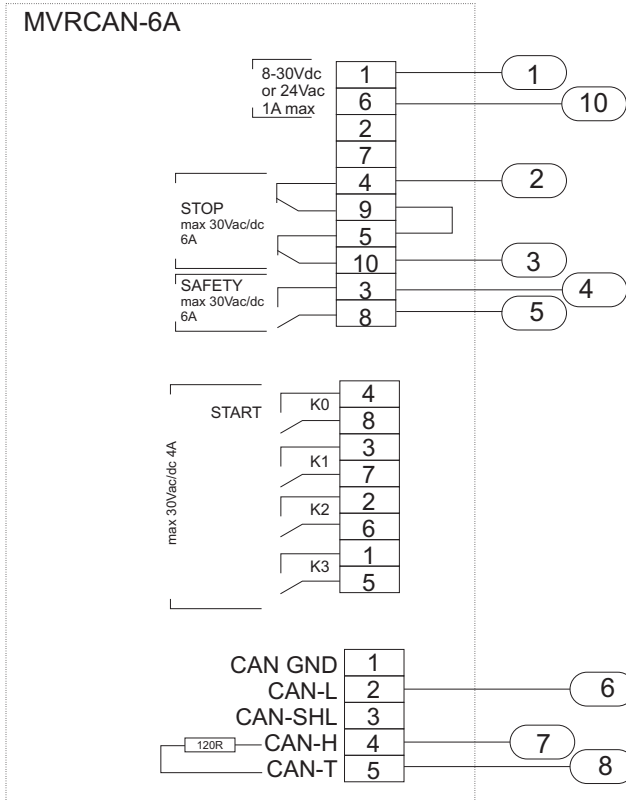 MVRCAN-6A
8-30Vdc
or 24Vac
1A max
1
6
2
7
4
9
5
10
3
8
1
10
2
3
4
5
STOP
max 30Vac/dc
6A
SAFETY
max 30Vac/dc
6A
max 30Vac/dc 4A
START
K0
K1
K2
K3
4
8
3
7
2
6
1
5
CAN GND 1
CAN-L 2
CAN-SHL 3
120R CAN-H 4
CAN-T 5
6
7
8